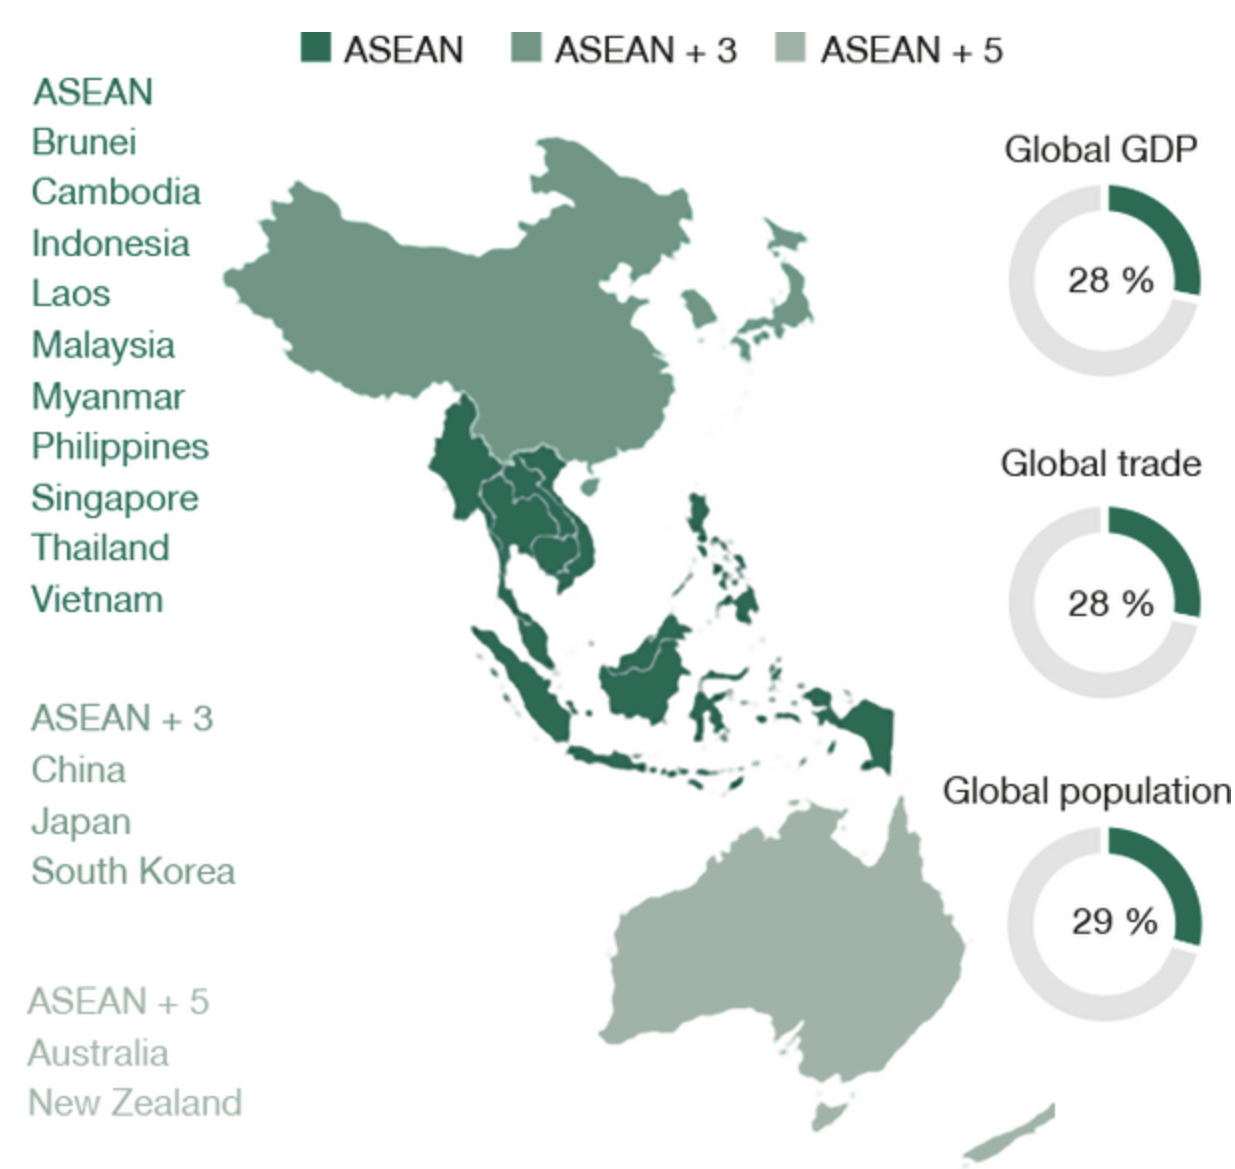 ASEAN
ASEAN + 3
ASEAN + 5
ASEAN
Brunei
Cambodia
Indonesia
Laos
Malaysia
Myanmar
Philippines
Singapore
Thailand
Vietnam
ASEAN + 3
China
Japan
South Korea
ASEAN + 5
Australia
New Zealand
Global GDP
28 %
Global trade
28 %
Global population
29 %